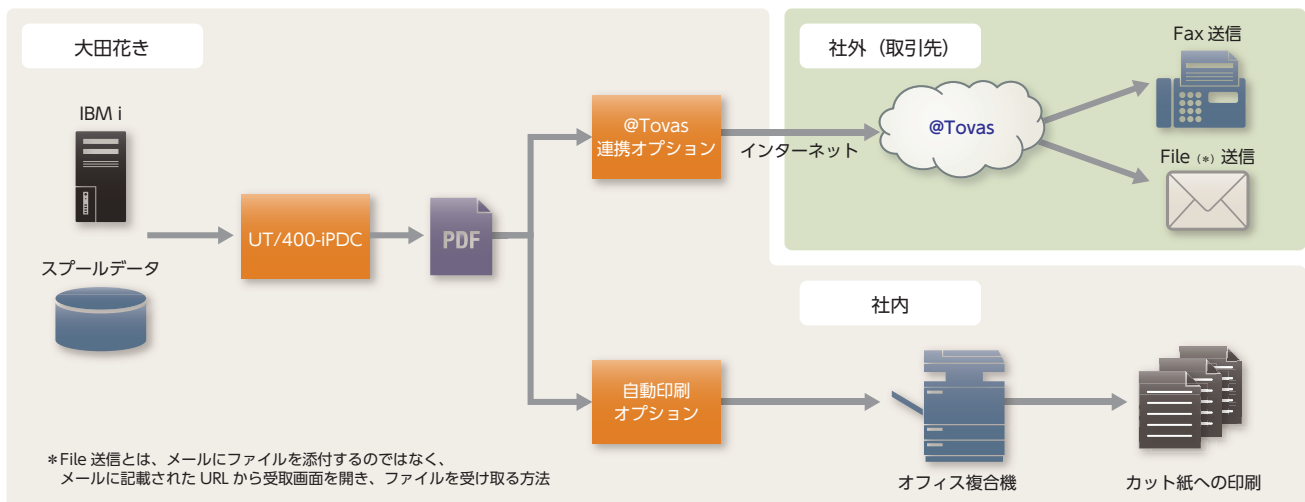 大田花き
社外（取引先）
Fax 送信
IBM i
@Tovas
連携オプション
インターネット
@Tovas
File（*）送信
UT/400-iPDC
PDF
スプールデータ
社内
自動印刷
オプション
オフィス複合機
カット紙への印刷
*File 送信とは、メールにファイルを添付するのではなく、
メールに記載された URL から受取画面を開き、ファイルを受け取る方法